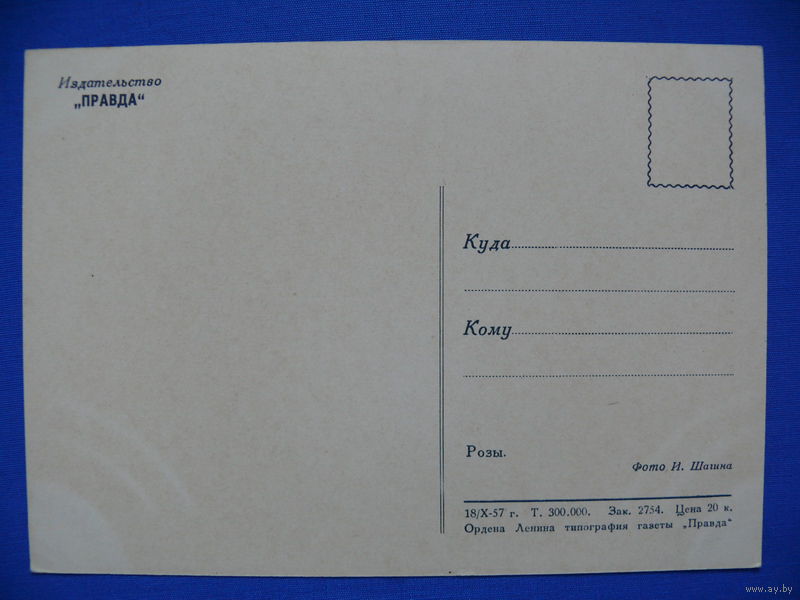 Издательство
„ПРАВДА“
Куда
Кому
Розы.
Фото И. Шагина
18/X-57 г. Т. 300.000. Зак. 2754. Цена 20 к.
Ордена Ленина типография газеты „Правда“
www.ay.by